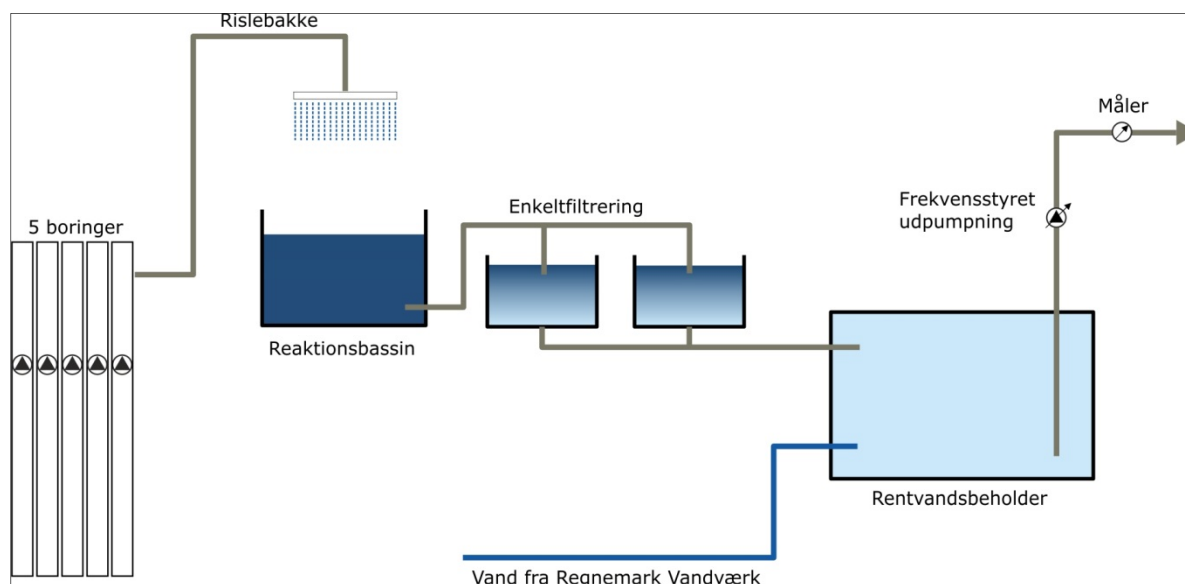 Rislebakke
Måler
Frekvensstyret
udpumpning
5 boringer
Enkeltfiltrering
Reaktionsbassin
Rentvandsbeholder
Vand fra Regnemark Vandværk